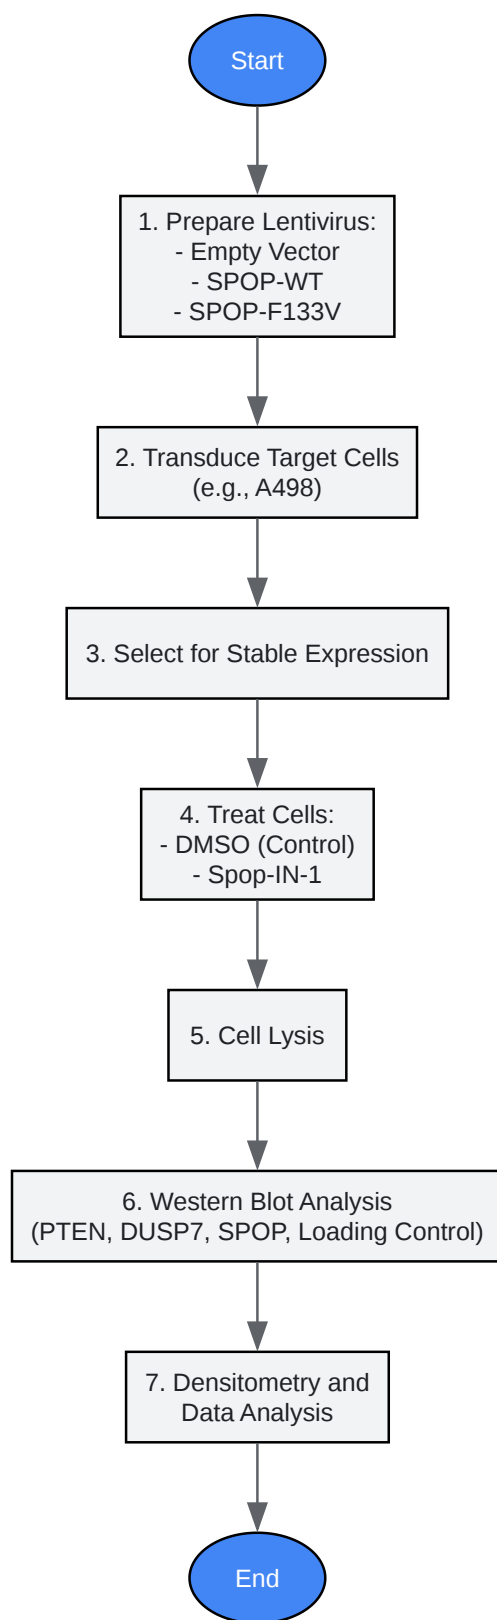 Start
1. Prepare Lentivirus:
- Empty Vector
- SPOP-WT
- SPOP-F133V
2. Transduce Target Cells
(e.g., A498)
3. Select for Stable Expression
4. Treat Cells:
- DMSO (Control)
- Spop-IN-1
5. Cell Lysis
6. Western Blot Analysis
(PTEN, DUSP7, SPOP, Loading Control)
7. Densitometry and
Data Analysis
End